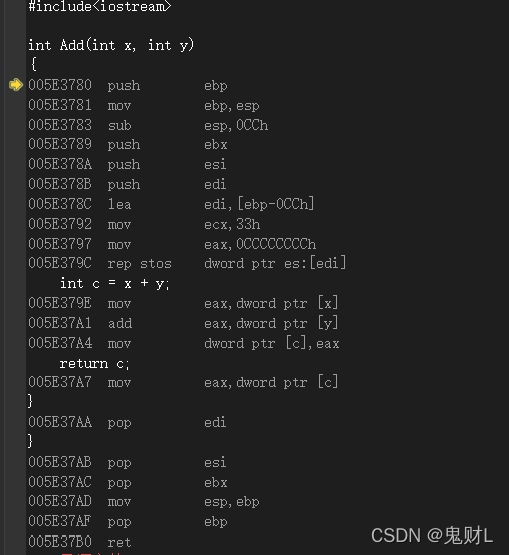 #include<iostream>
int Add(int x, int y)
{
005E3780 push ebp
005E3781 mov ebp,esp
005E3783 sub esp,0CCh
005E3789 push ebx
005E378A push esi
005E378B push edi
005E378C lea edi,[ebp-0CCh]
005E3792 mov ecx,33h
005E3797 mov eax,0CCCCCCCCh
005E379C rep stos dword ptr es:[edi]
int c = x + y;
005E379E mov eax,dword ptr [x]
005E37A1 add eax,dword ptr [y]
005E37A4 mov dword ptr [c],eax
return c;
005E37A7 mov eax,dword ptr [c]
}
005E37AA pop edi
}
005E37AB pop esi
005E37AC pop ebx
005E37AD mov esp,ebp
005E37AF pop ebp
005E37B0 ret
CSDN @鬼财L